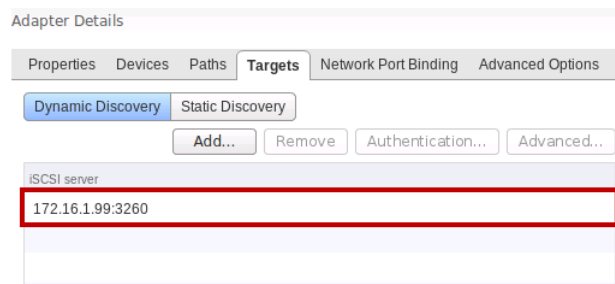 Adapter Details
Properties Devices Paths Targets Network Port Binding Advanced Options
Dynamic Discovery Static Discovery
Add... Remove Authentication... Advanced...
iSCSI server
172.16.1.99:3260